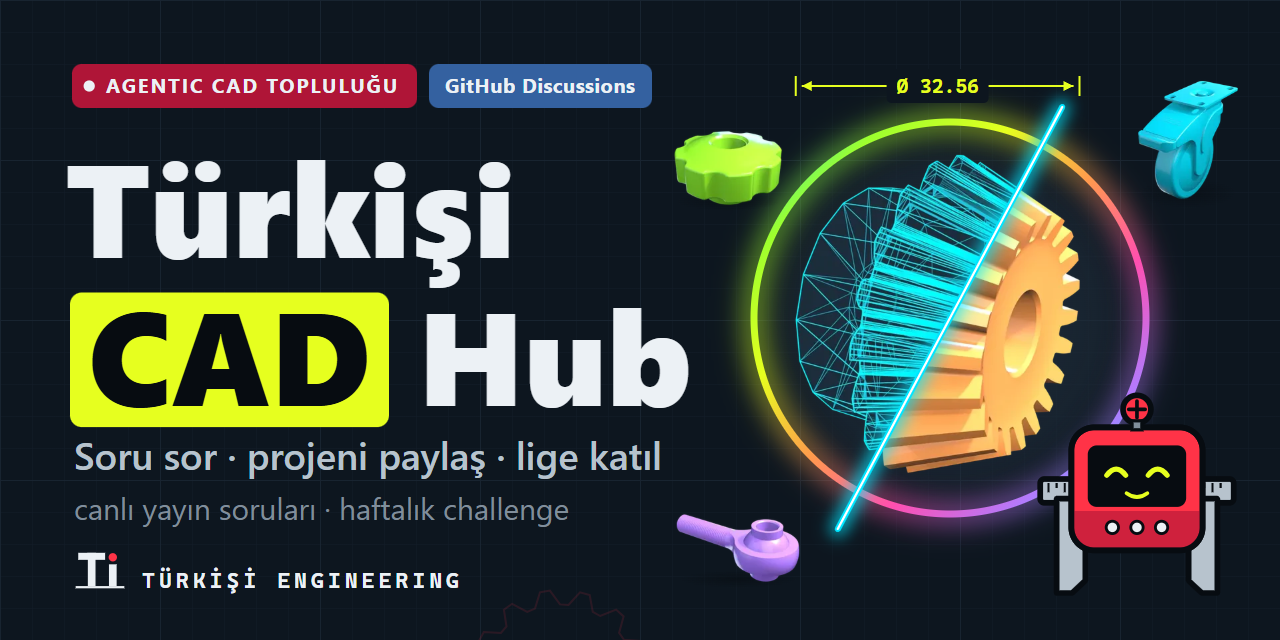 AGENTIC CAD TOPLULUĞU
GitHub Discussions
Türkişi
CAD Hub
Soru sor · projeni paylaş · lige katıl
canlı yayın soruları · haftalık challenge
Ti TÜRKİŞİ ENGINEERING
Ø 32.56